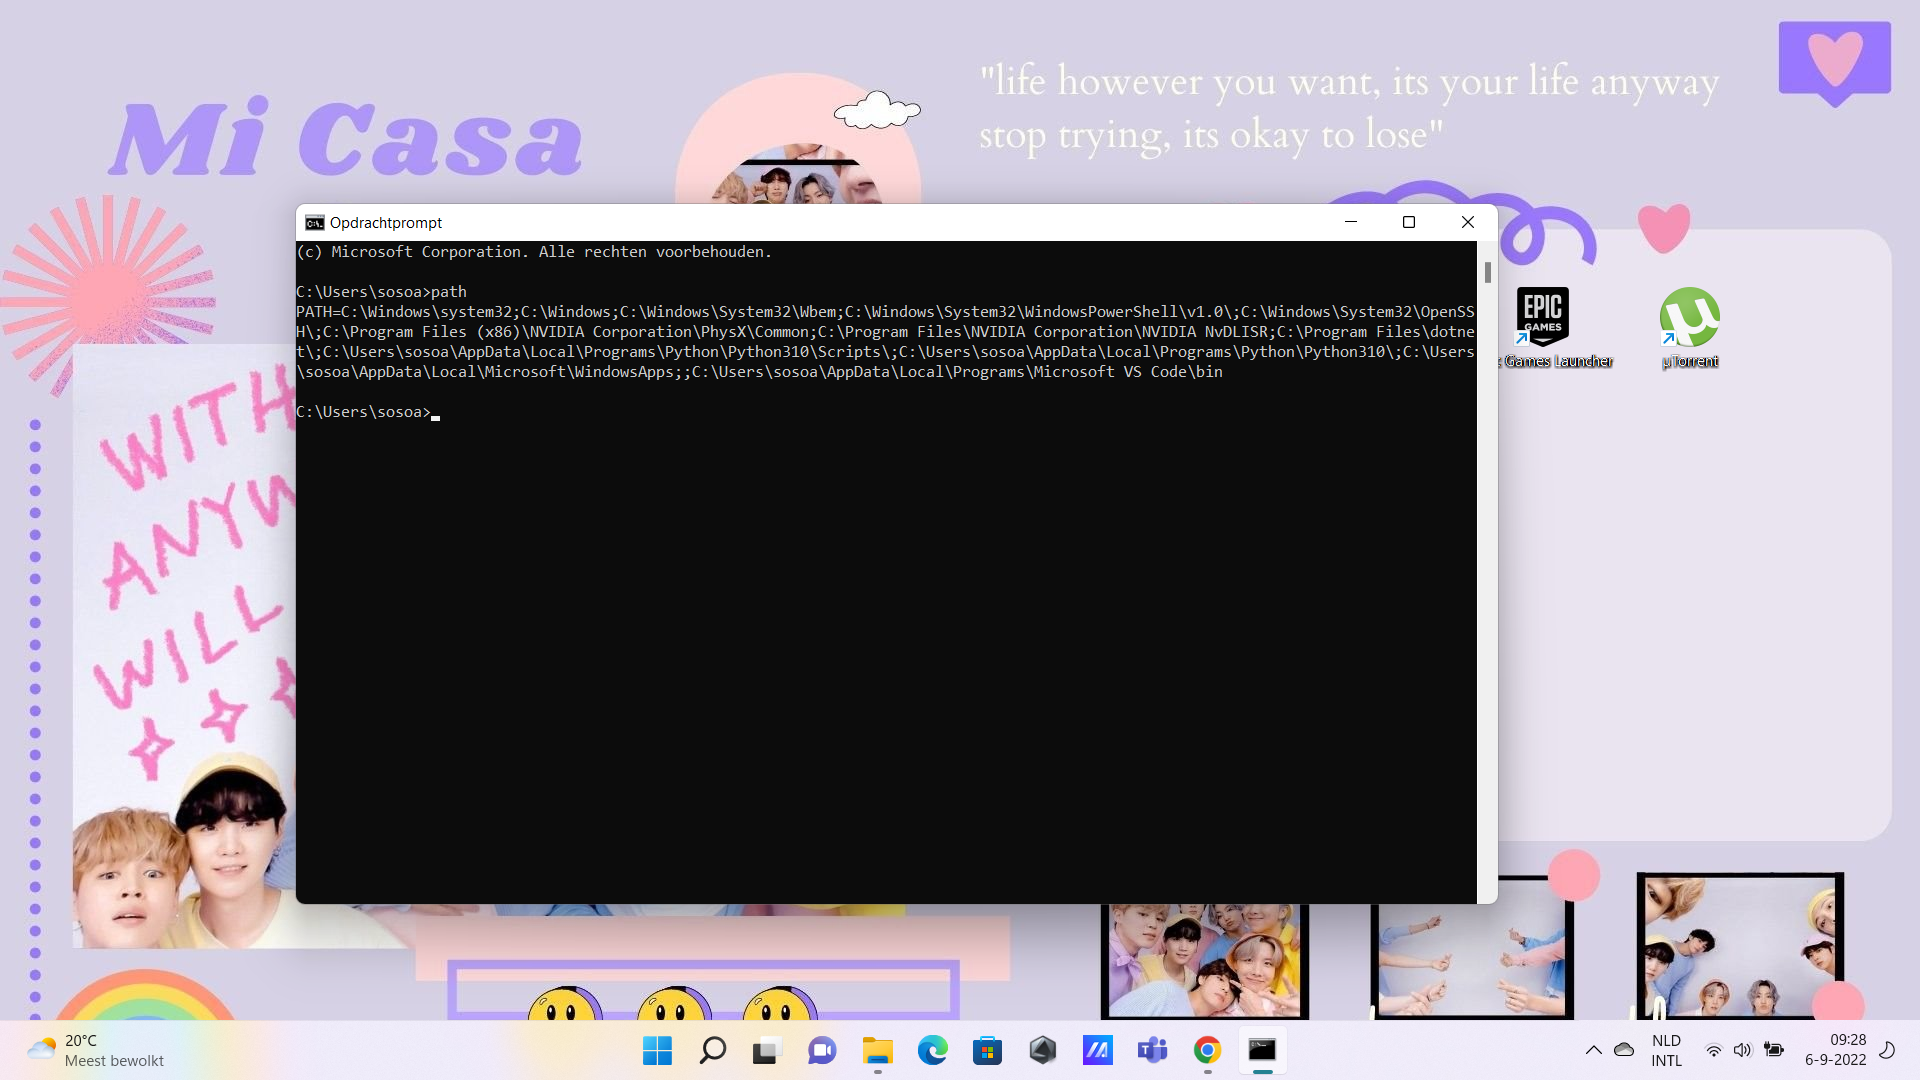 "life however you want, its your life anyway
stop trying, its okay to lose"
Mi Casa
Opdrachtprompt
(c) Microsoft Corporation. Alle rechten voorbehouden.
C:\Users\sosoa>path
PATH=C:\Windows\system32;C:\Windows;C:\Windows\System32\Wbem;C:\Windows\System32\WindowsPowerShell\v1.0\;C:\Windows\System32\OpenSS
H\;C:\Program Files (x86)\NVIDIA Corporation\PhysX\Common;C:\Program Files\NVIDIA Corporation\NVIDIA NvDLISR;C:\Program Files\dotne
t\;C:\Users\sosoa\AppData\Local\Programs\Python\Python310\Scripts\;C:\Users\sosoa\AppData\Local\Programs\Python\Python310\;C:\Users
\sosoa\AppData\Local\Microsoft\WindowsApps;;C:\Users\sosoa\AppData\Local\Programs\Microsoft VS Code\bin
C:\Users\sosoa>
EPIC
GAMES
Games Launcher
µTorrent
WITH
ANYW
WILL
20°C
Meest bewolkt
NLD
INTL
09:28
6-9-2022